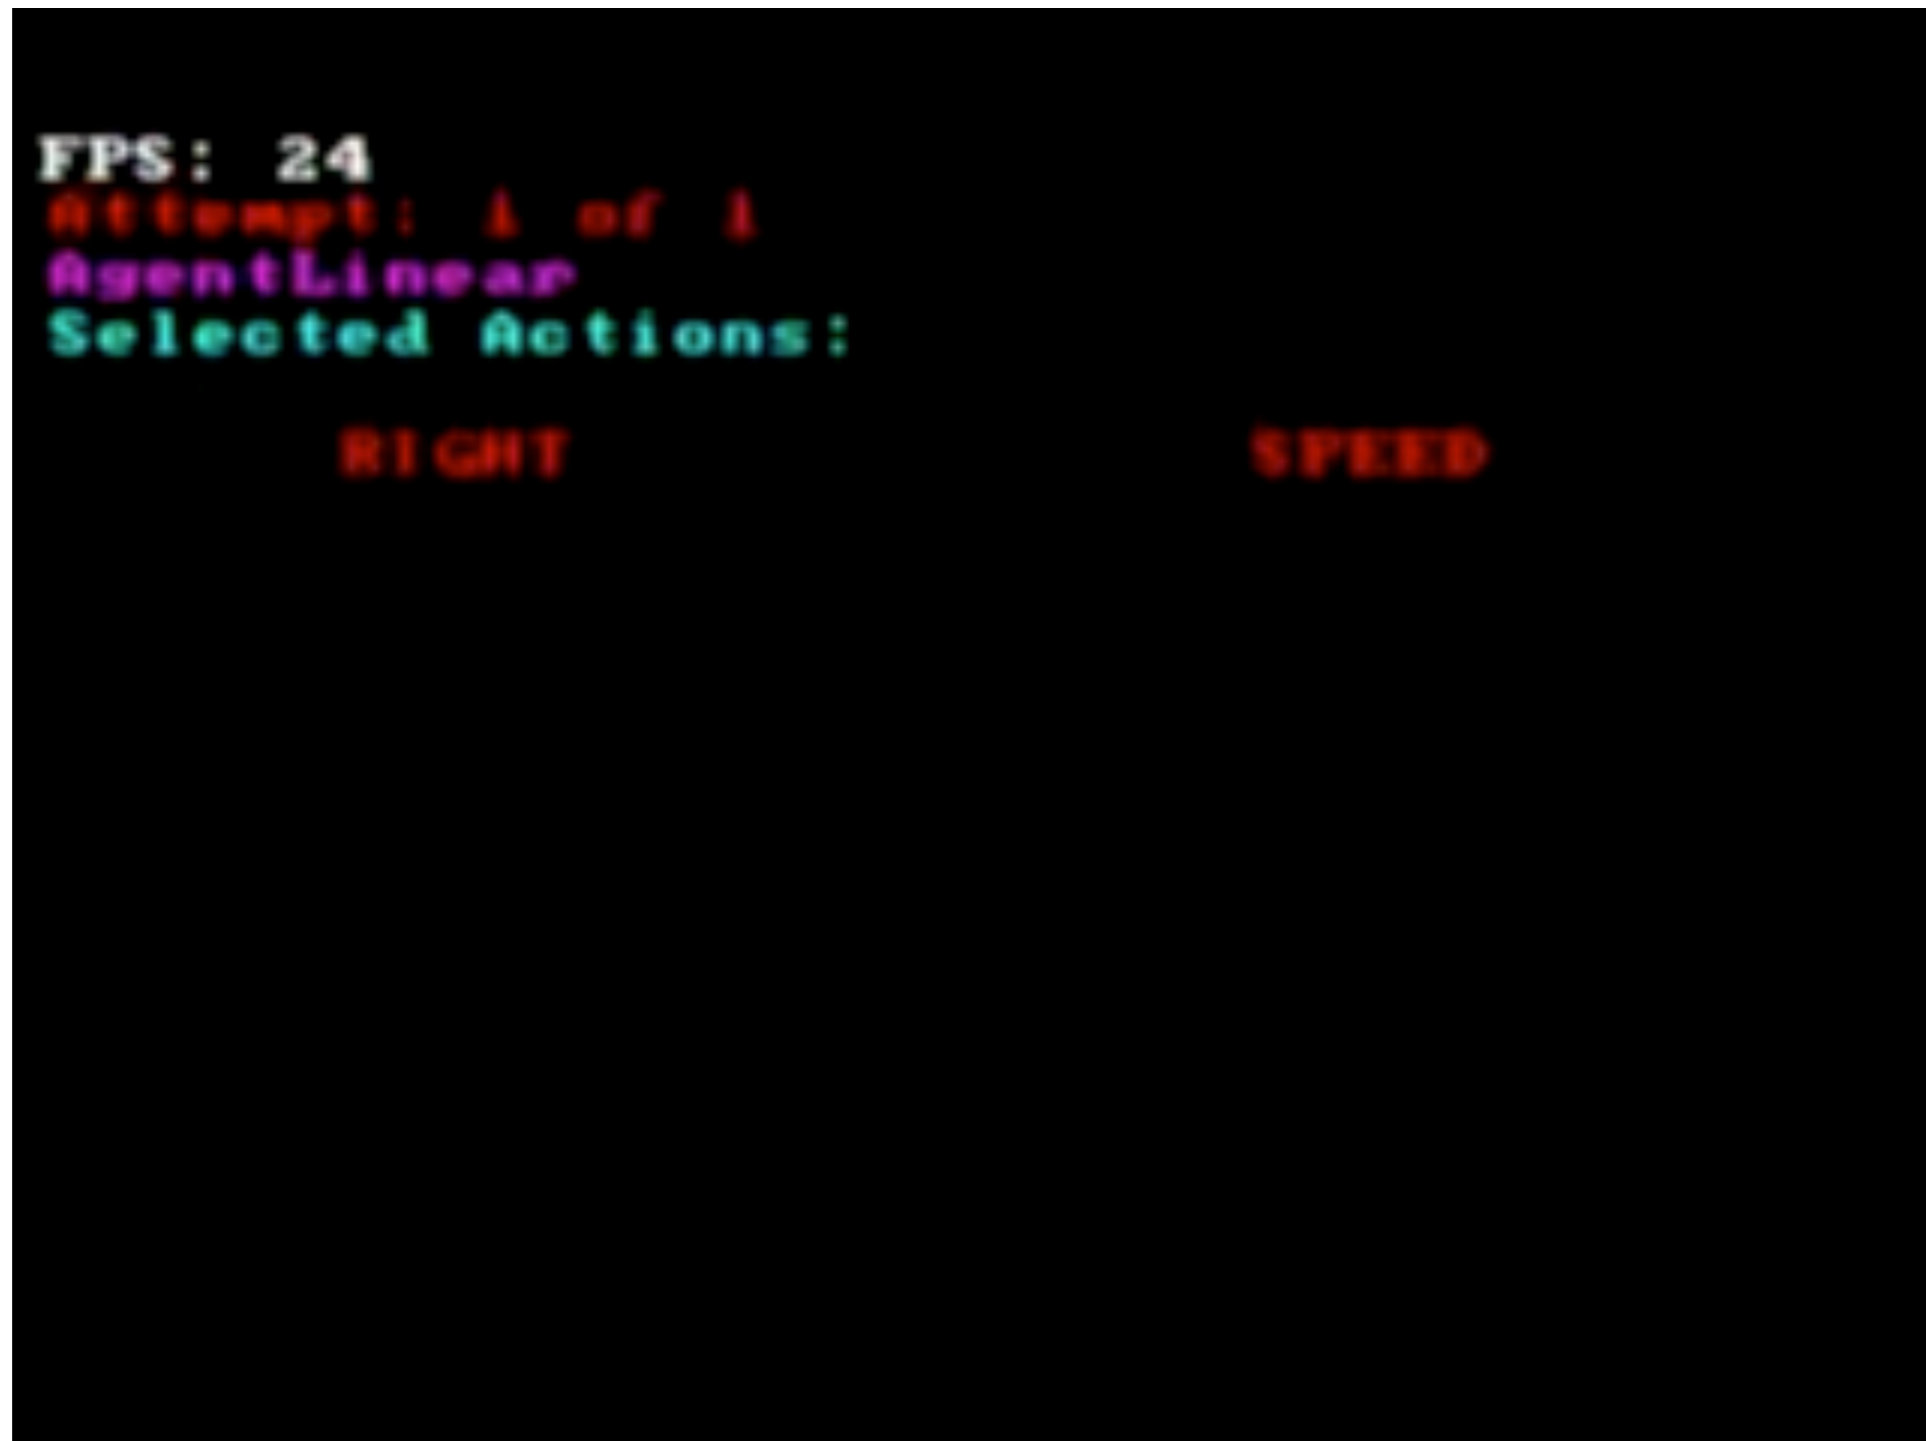 FPS: 24
Attempt: 1 of 1
AgentLinear
Selected Actions:
RIGHT SPEED